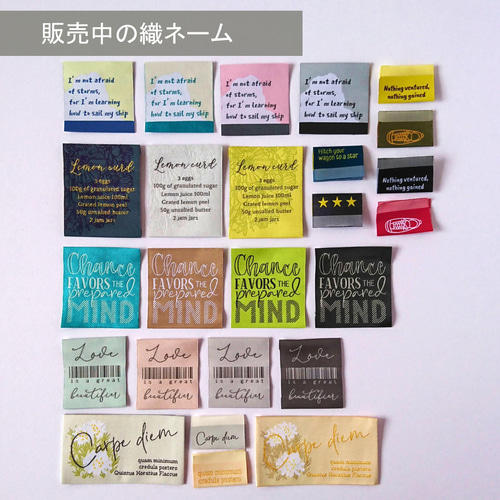 販売中の織ネーム
I'm not afraid
of storms,
for I'm learning
how to sail my ship
I'm not afraid
of storms,
for I'm learning
how to sail my ship
I'm not afraid
of storms,
for I'm learning
how to sail my ship
I'm not afraid
of storms,
for I'm learning
how to sail my ship
Nothing ventured,
nothing gained
Lemon curd
3 eggs
100g of granulated sugar
Lemon juice 100ml
Grated lemon peel
50g unsalted butter
2 jam jars
Lemon curd
3 eggs
100g of granulated sugar
Lemon juice 100ml
Grated lemon peel
50g unsalted butter
2 jam jars
Lemon curd
3 eggs
100g of granulated sugar
Lemon juice 100ml
Grated lemon peel
50g unsalted butter
2 jam jars
Hitch your
wagon to a star
Nothing ventured,
nothing gained
Chance
FAVORS THE
prepared
MIND
Chance
FAVORS THE
prepared
MIND
Chance
FAVORS THE
prepared
MIND
Chance
FAVORS THE
prepared
MIND
Love
is a great
beautifier
Love
is a great
beautifier
Love
is a great
beautifier
Love
is a great
beautifier
Carpe diem
quam minimum
credula postero
Quintus Horatius Flaccus
Carpe diem
quam minimum
credula postero
Carpe diem
quam minimum
credula postero
Quintus Horatius Flaccus